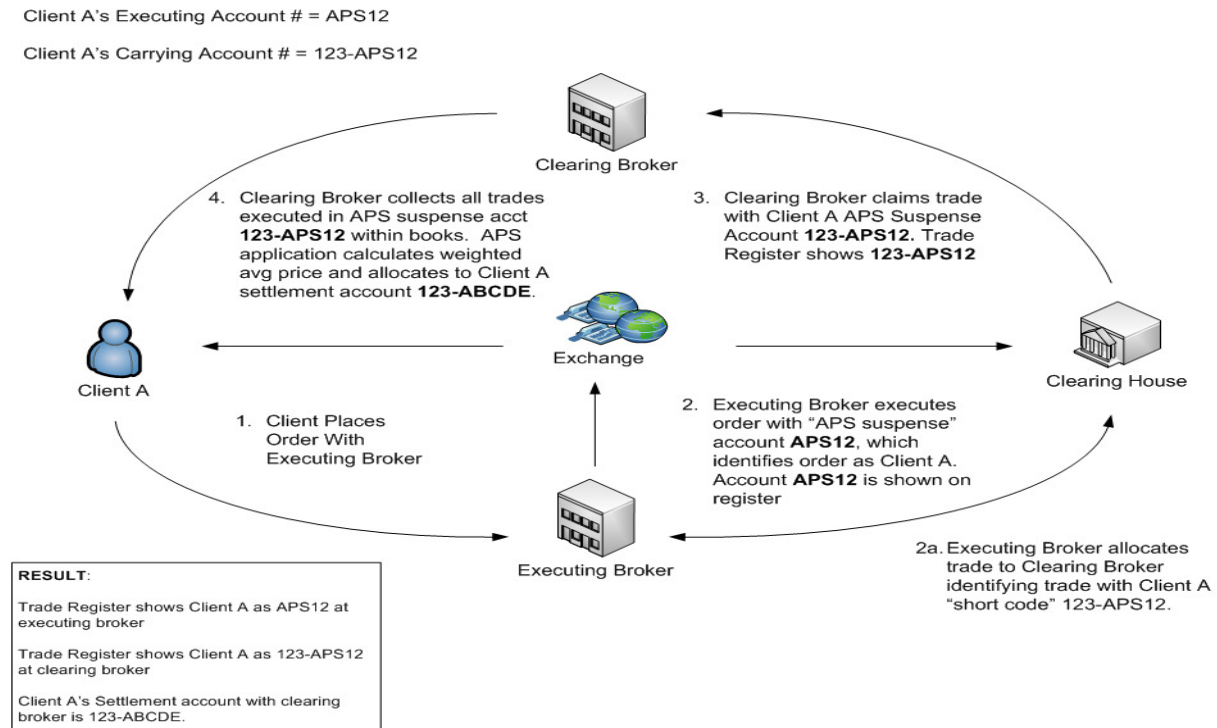 Client A's Executing Account # = APS12
Client A's Carrying Account # = 123-APS12
Clearing Broker
4. Clearing Broker collects all trades
executed in APS suspense acct
123-APS12 within books. APS
application calculates weighted
avg price and allocates to Client A
settlement account 123-ABCDE.
3. Clearing Broker claims trade
with Client A APS Suspense
Account 123-APS12. Trade
Register shows 123-APS12
Client A
Exchange
Clearing House
1. Client Places
Order With
Executing Broker
2. Executing Broker executes
order with “APS suspense”
account APS12, which
identifies order as Client A.
Account APS12 is shown on
register
Executing Broker
2a. Executing Broker allocates
trade to Clearing Broker
identifying trade with Client A
“short code” 123-APS12.
RESULT:
Trade Register shows Client A as APS12 at
executing broker
Trade Register shows Client A as 123-APS12
at clearing broker
Client A's Settlement account with clearing
broker is 123-ABCDE.